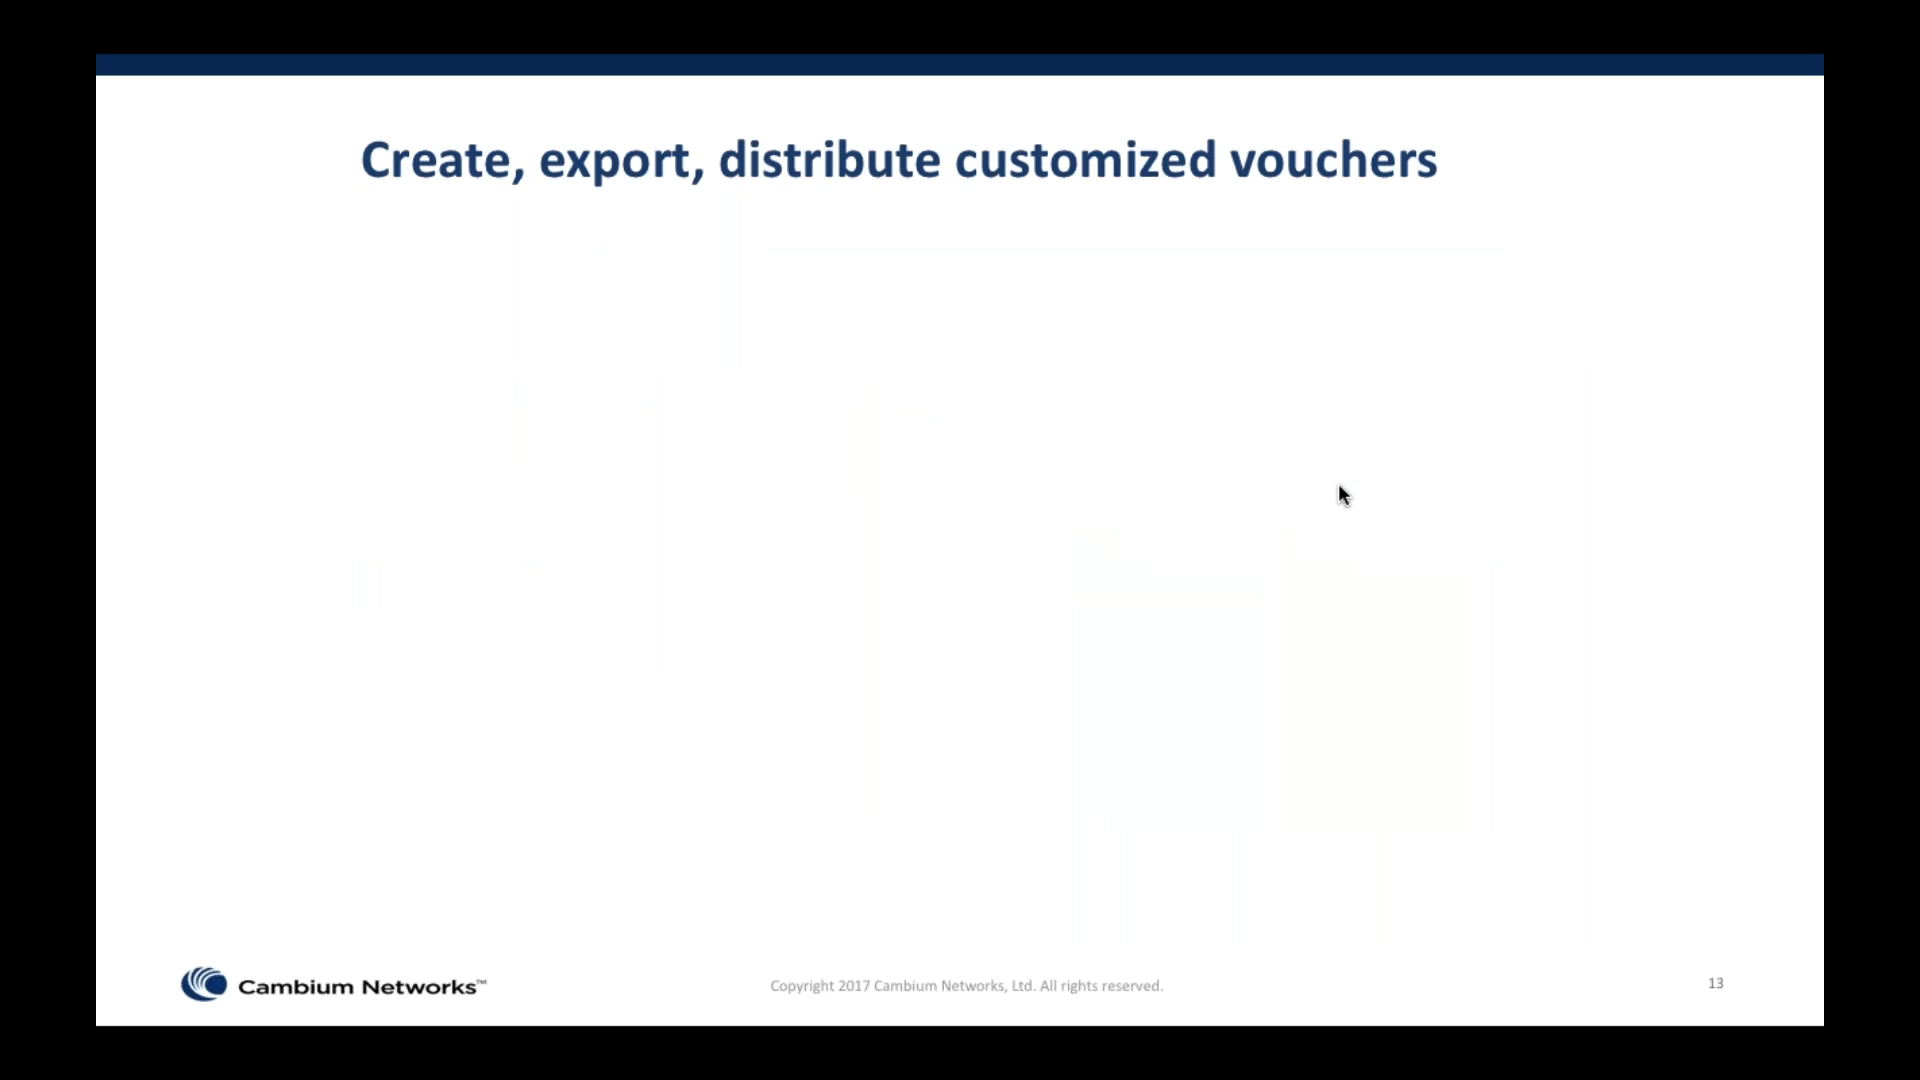 Create, export, distribute customized vouchers
Cambium Networks™
Copyright 2017 Cambium Networks, Ltd. All rights reserved.
13